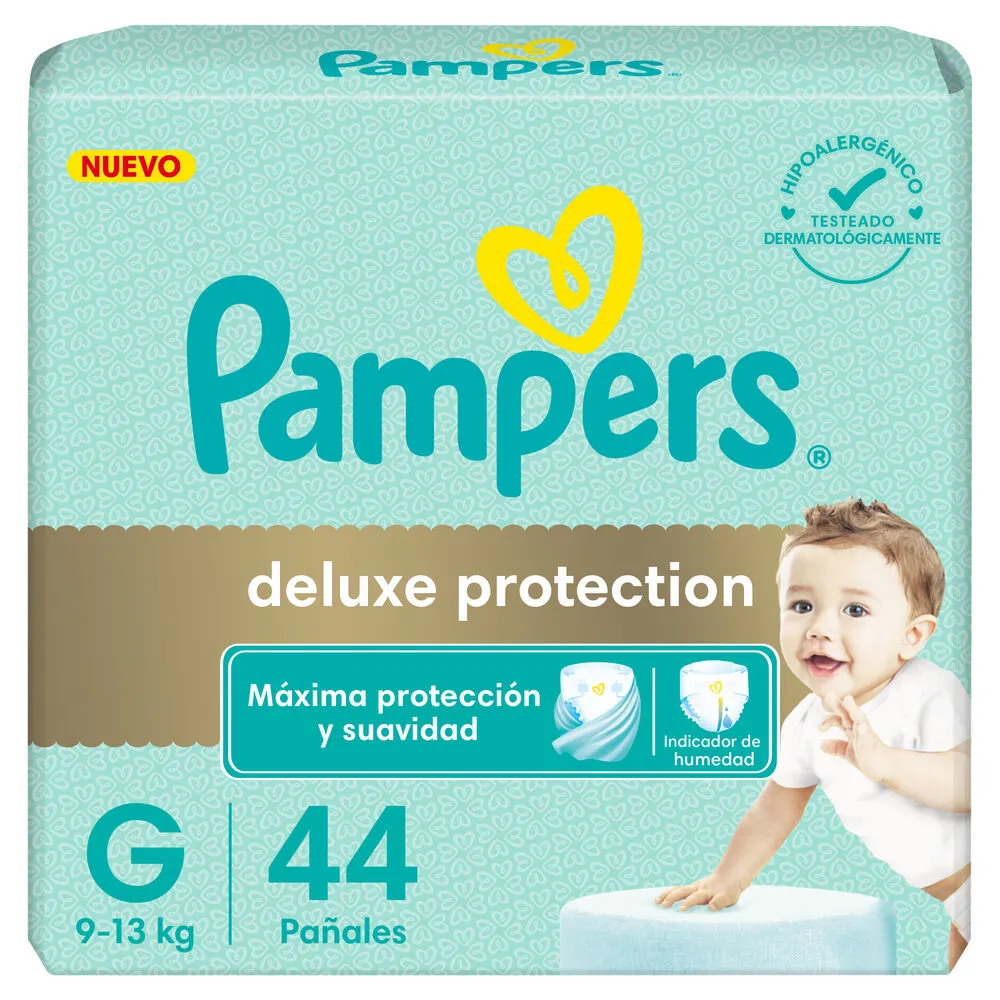 Pampers®
NUEVO
HIPOALERGÉNICO
TESTEADO
DERMATOLÓGICAMENTE
Pampers®
deluxe protection
Máxima protección
y suavidad
Indicador de
humedad
G
9-13 kg
44
Pañales